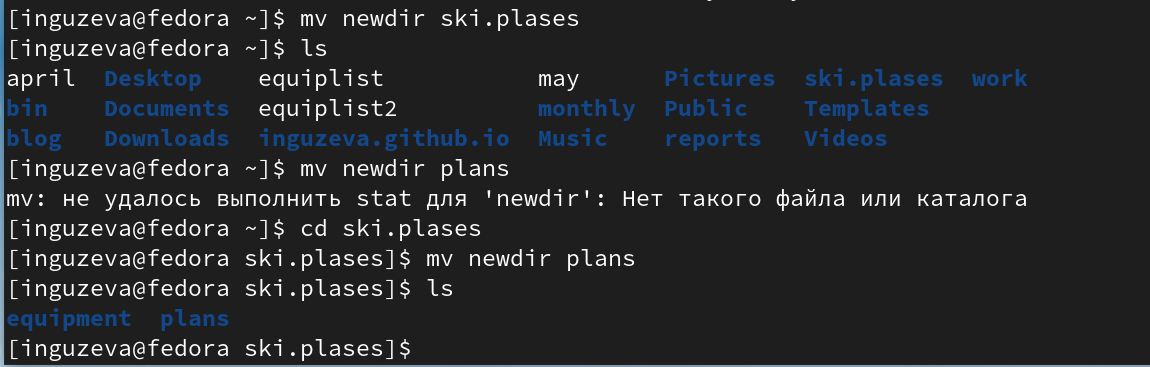 [inguzeva@fedora ~]$ mv newdir ski.plases
[inguzeva@fedora ~]$ ls
april  Desktop    equiplist           may      Pictures  ski.plases  work
bin    Documents  equiplist2          monthly  Public    Templates
blog   Downloads  inguzeva.github.io  Music    reports   Videos
[inguzeva@fedora ~]$ mv newdir plans
mv: не удалось выполнить stat для 'newdir': Нет такого файла или каталога
[inguzeva@fedora ~]$ cd ski.plases
[inguzeva@fedora ski.plases]$ mv newdir plans
[inguzeva@fedora ski.plases]$ ls
equipment  plans
[inguzeva@fedora ski.plases]$